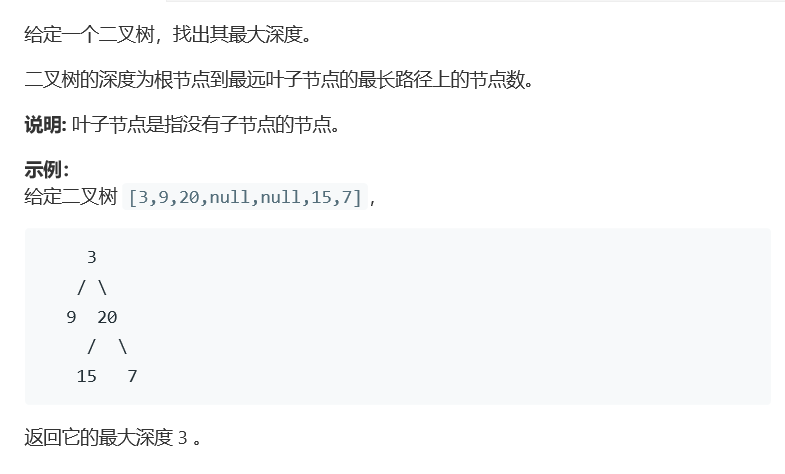 给定一个二叉树，找出其最大深度。
二叉树的深度为根节点到最远叶子节点的最长路径上的节点数。
说明: 叶子节点是指没有子节点的节点。
示例：
给定二叉树 [3,9,20,null,null,15,7]，
3
/ \
9 20
/ \
15 7
返回它的最大深度 3 。